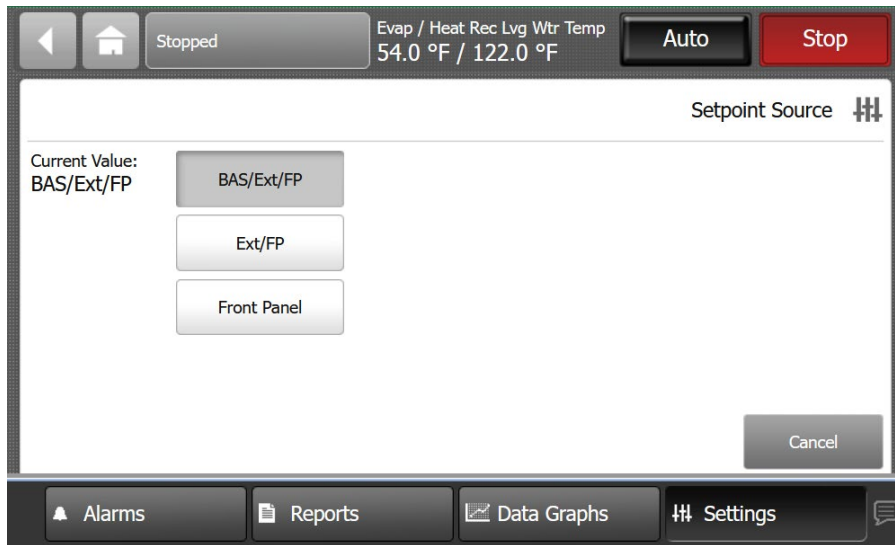 Stopped
Evap / Heat Rec Lvg Wtr Temp
54.0 °F / 122.0 °F
Auto
Stop
Setpoint Source
Current Value:
BAS/Ext/FP
BAS/Ext/FP
Ext/FP
Front Panel
Cancel
Alarms
Reports
Data Graphs
Settings